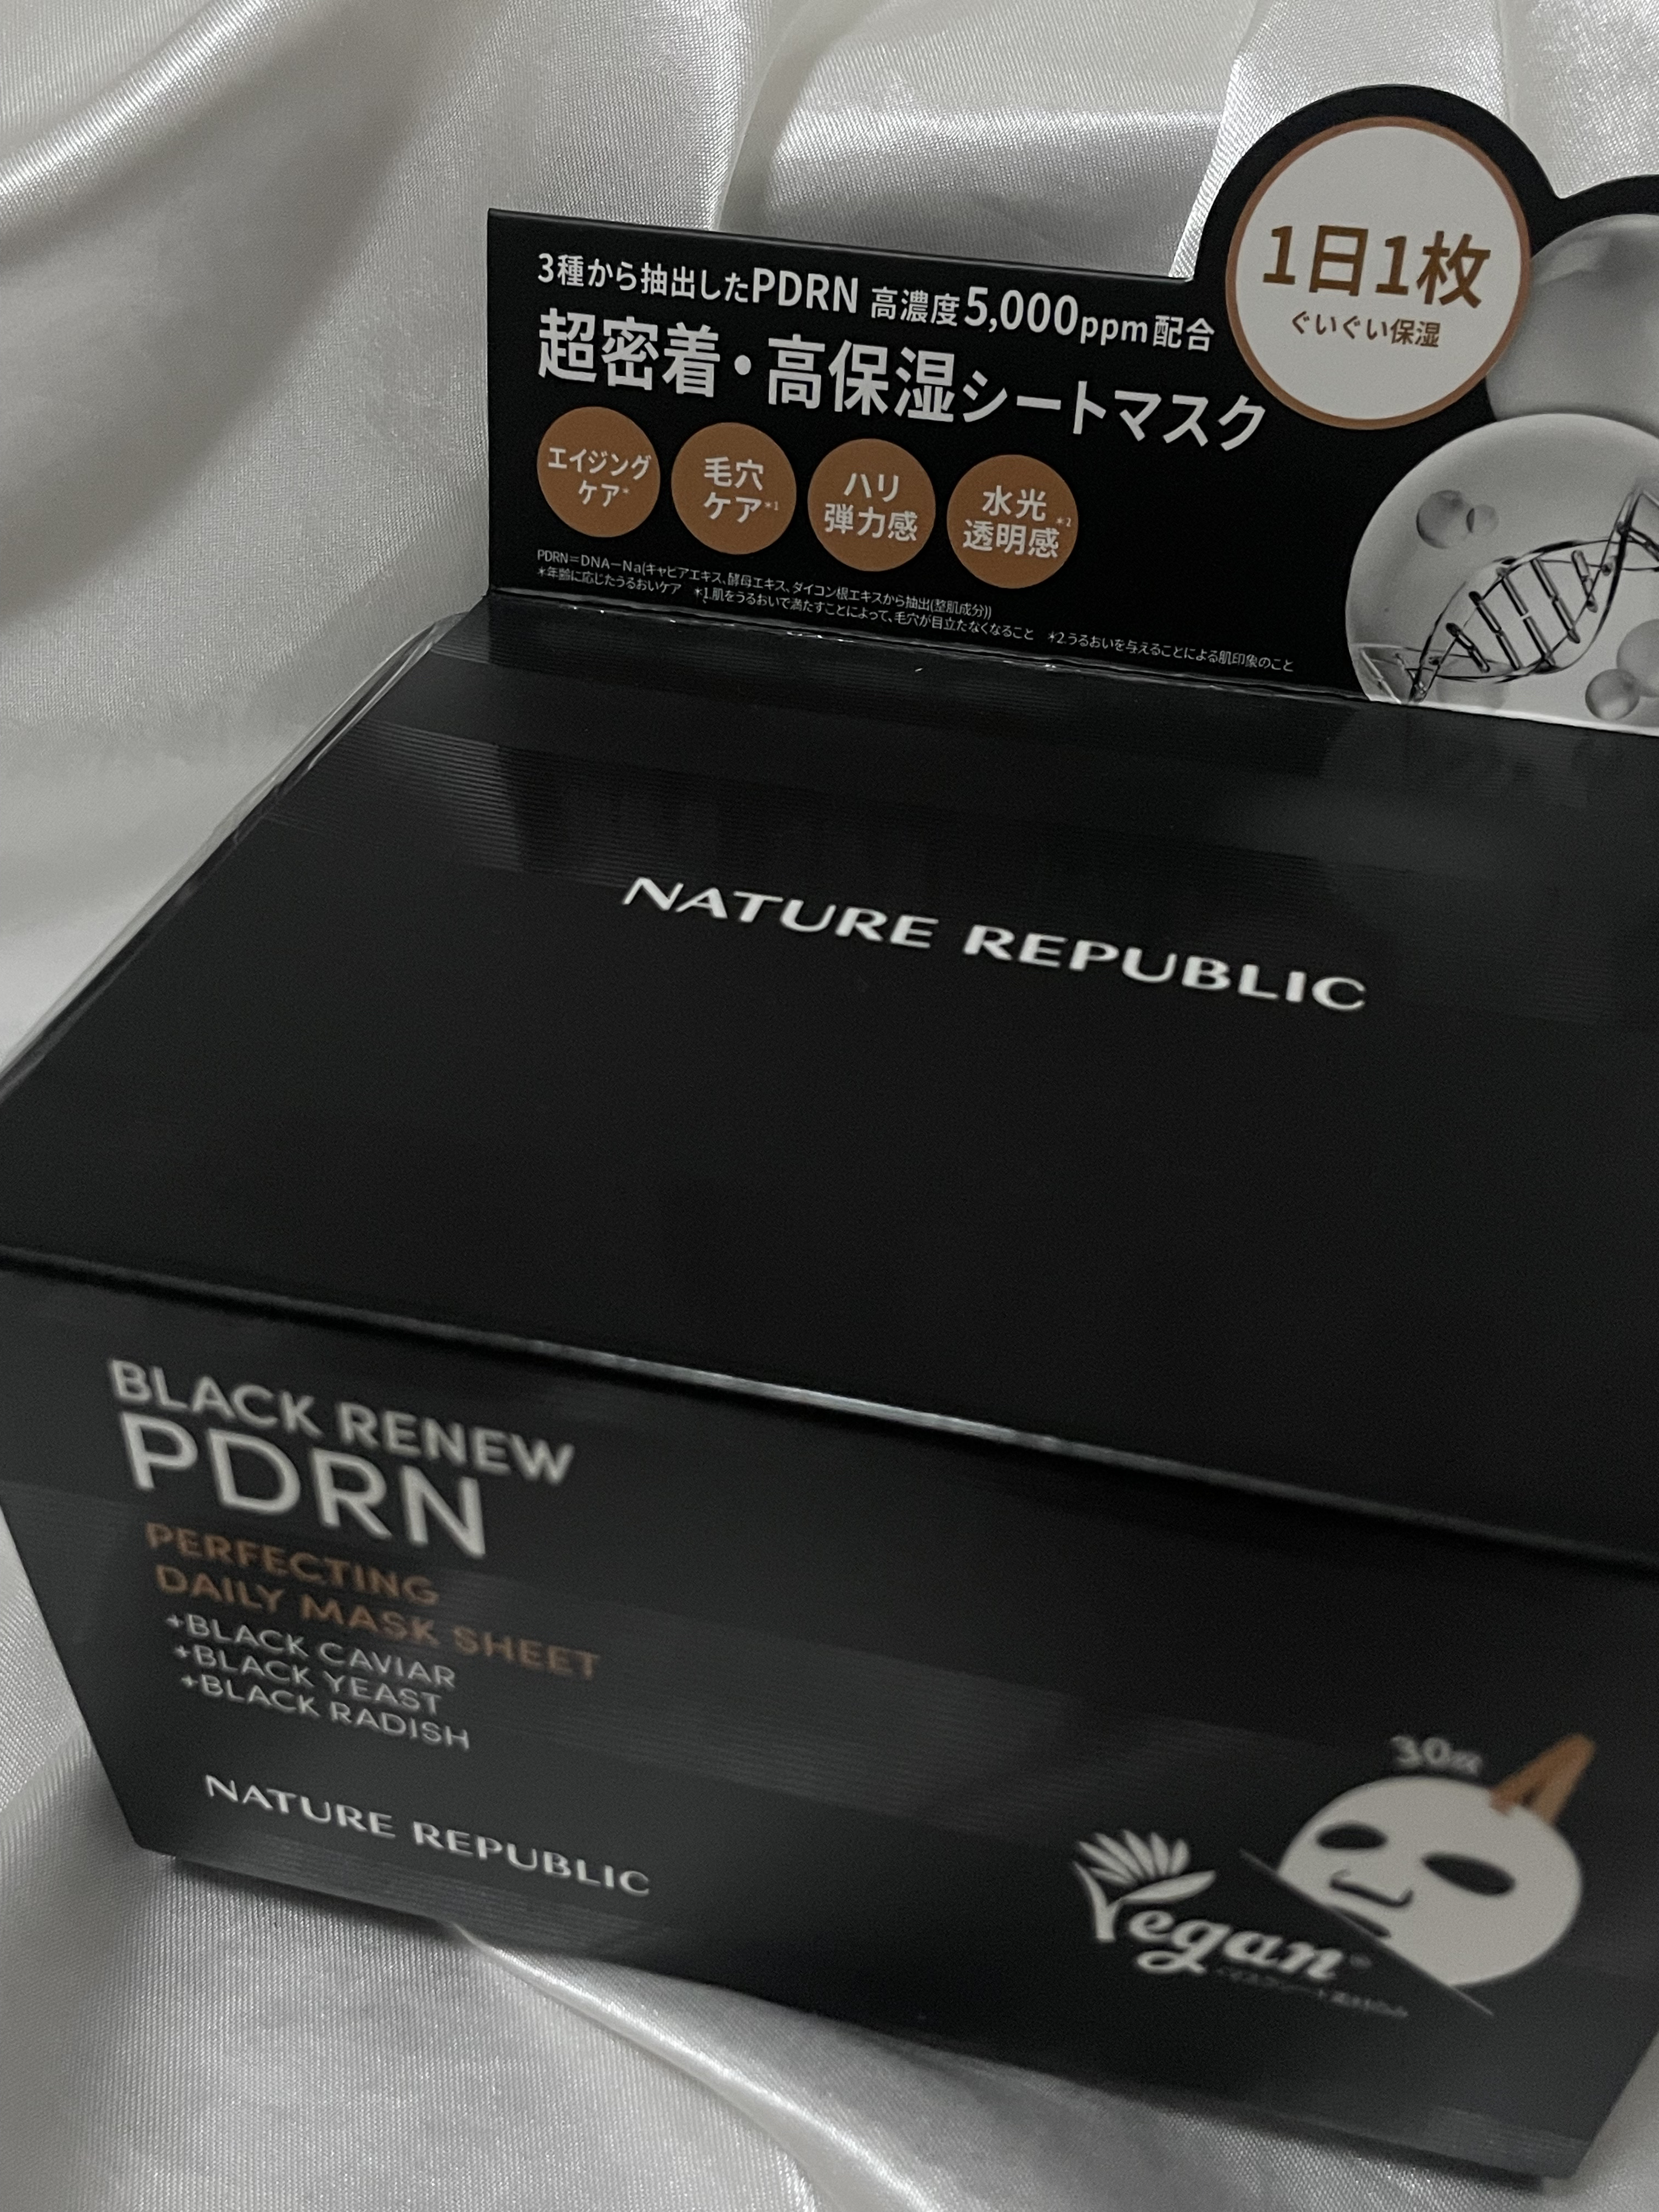 1日1枚
ぐいぐい保湿
3種から抽出したPDRN 高濃度5,000ppm配合
超密着・高保湿シートマスク
エイジング
ケア*
毛穴
ケア*1
ハリ
弾力感
水光
透明感*2
PDRN=DNA-Na(キャビアエキス、酵母エキス、ダイコン根エキスから抽出(整肌成分))
*年齢に応じたうるおいケア *1.肌をうるおいで満たすことによって、毛穴が目立たなくなること *2.うるおいを与えることによる肌印象のこと
NATURE REPUBLIC
BLACK RENEW
PDRN
PERFECTING
DAILY MASK SHEET
+BLACK CAVIAR
+BLACK YEAST
+BLACK RADISH
NATURE REPUBLIC
30枚
Vegan